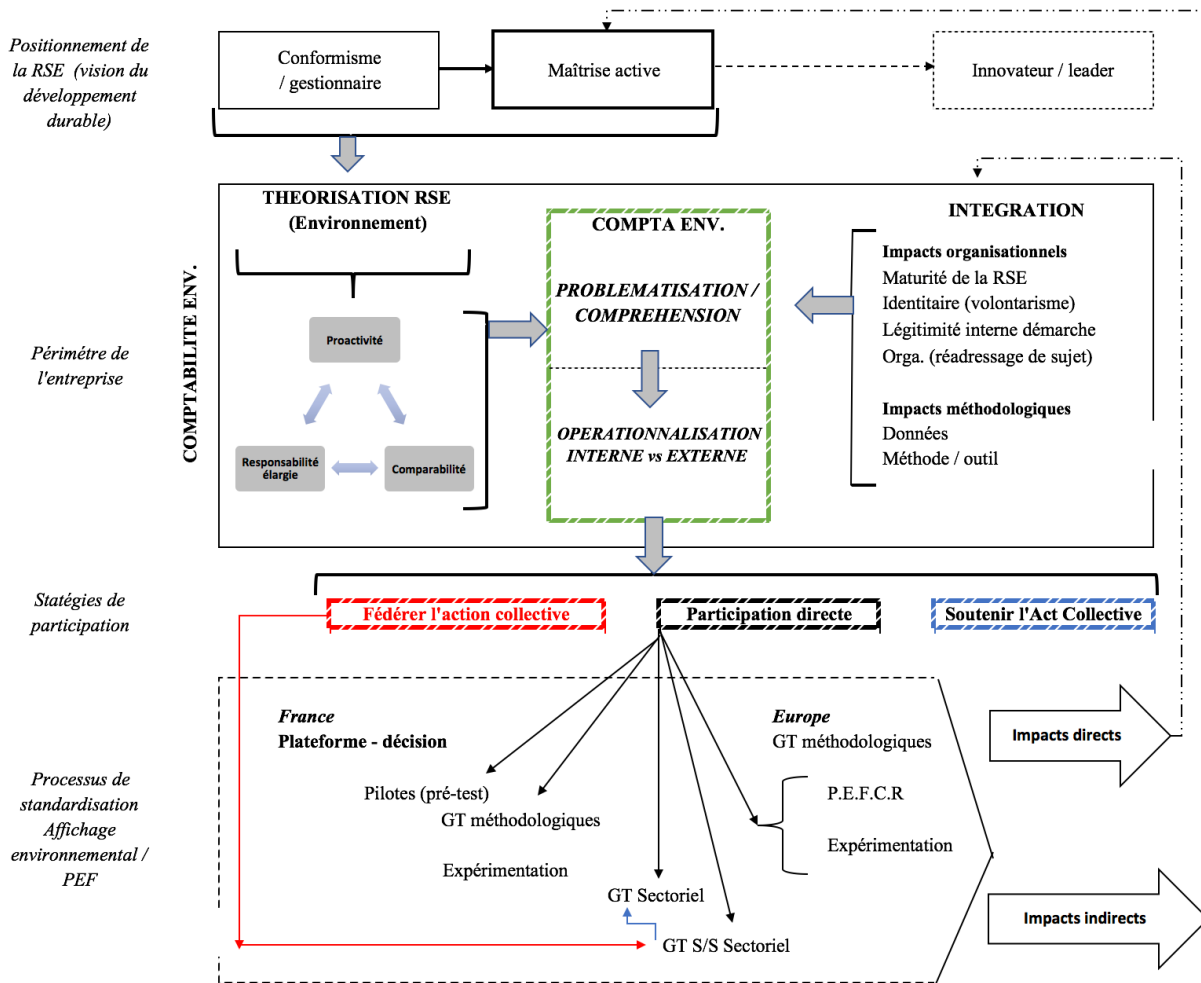 Positionnement de
la RSE (vision du
développement
durable)
Conformisme
/ gestionnaire
Maîtrise active
Innovateur / leader
Périmétre de
l'entreprise
COMPTABILITE ENV.
THEORISATION RSE
(Environnement)
Proactivité
Responsabilité
élargie
Comparabilité
COMPTA ENV.
PROBLEMATISATION /
COMPREHENSION
OPERATIONNALISATION
INTERNE vs EXTERNE
INTEGRATION
Impacts organisationnels
Maturité de la RSE
Identitaire (volontarisme)
Légitimité interne démarche
Orga. (réadressage de sujet)
Impacts méthodologiques
Données
Méthode / outil
Statégies de
participation
Fédérer l'action collective
Participation directe
Soutenir l'Act Collective
Processus de
standardisation
Affichage
environnemental /
PEF
France
Plateforme - décision
Pilotes (pré-test)
GT méthodologiques
Expérimentation
GT Sectoriel
GT S/S Sectoriel
Europe
GT méthodologiques
P.E.F.C.R
Expérimentation
Impacts directs
Impacts indirects